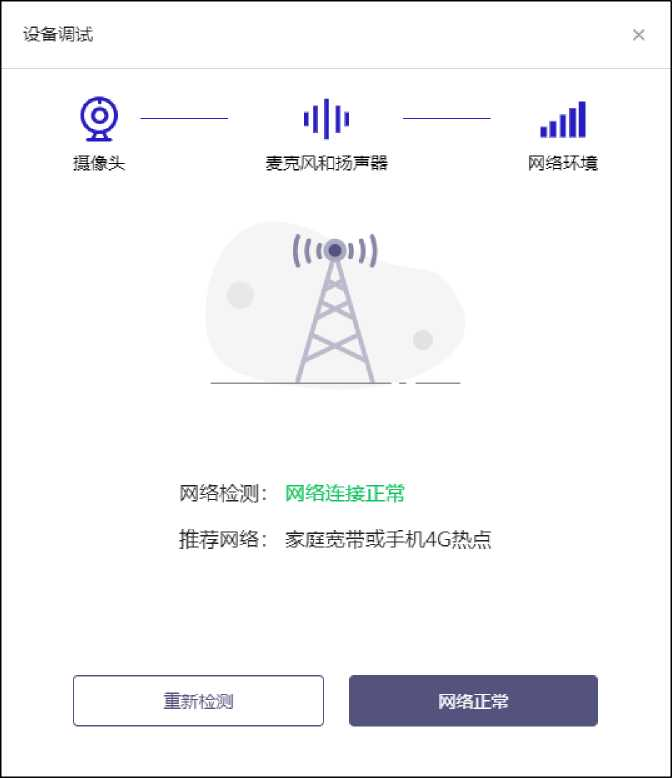 设备调试
摄像头
麦克风和扬声器
网络环境
网络检测： 网络连接正常
推荐网络： 家庭宽带或手机4G热点
重新检测
网络正常